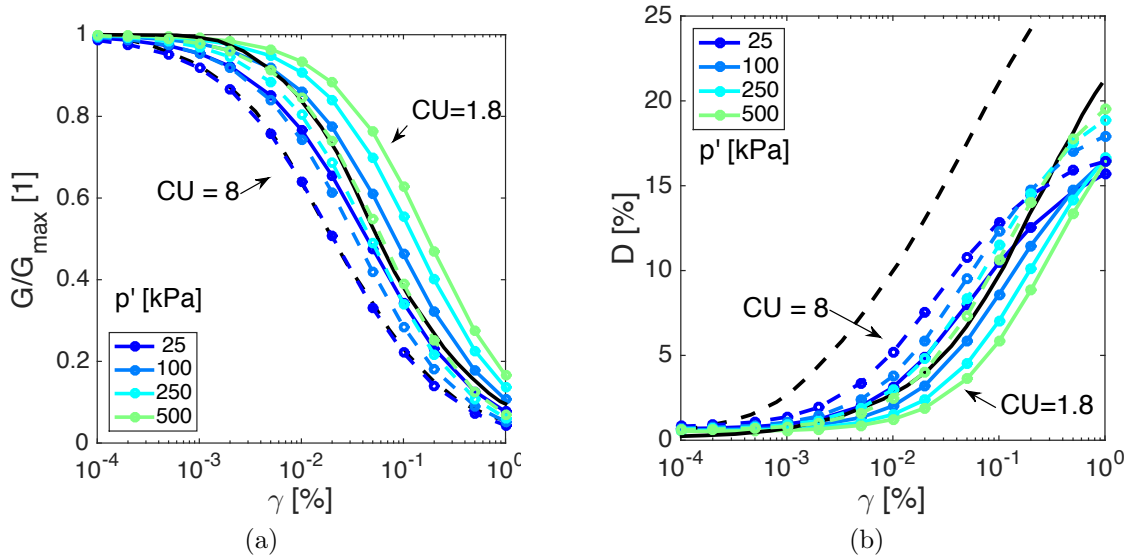 1
0.8
0.6
0.4
0.2
0
G/G_max [1]
CU=1.8
CU = 8
p' [kPa]
25
100
250
500
10^-4
10^-3
10^-2
10^-1
10^0
γ [%]
(a)
25
20
15
10
5
0
D [%]
25
100
250
500
p' [kPa]
CU = 8
CU=1.8
10^-4
10^-3
10^-2
10^-1
10^0
γ [%]
(b)